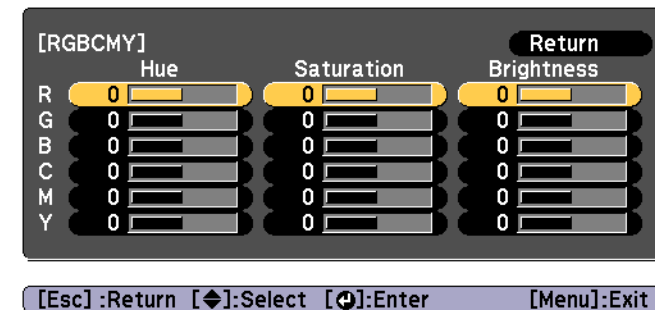 [RGBCMY] Return
Hue Saturation Brightness
R 0 0 0
G 0 0 0
B 0 0 0
C 0 0 0
M 0 0 0
Y 0 0 0
[Esc] :Return [◆]:Select [⏎]:Enter [Menu]:Exit